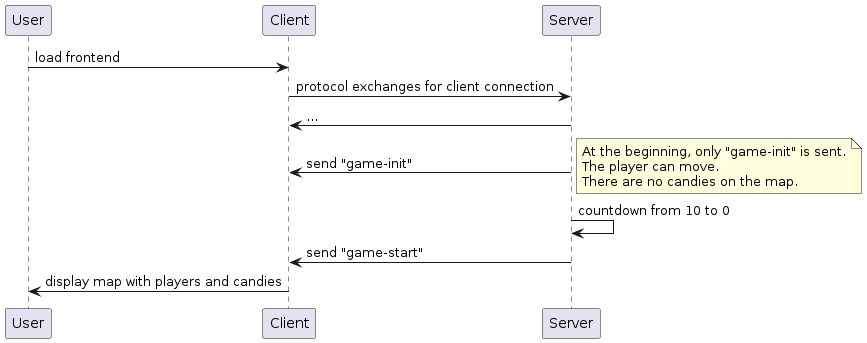 User
Client
Server
load frontend
protocol exchanges for client connection
...
At the beginning, only "game-init" is sent.
The player can move.
There are no candies on the map.
send "game-init"
countdown from 10 to 0
send "game-start"
display map with players and candies
User
Client
Server